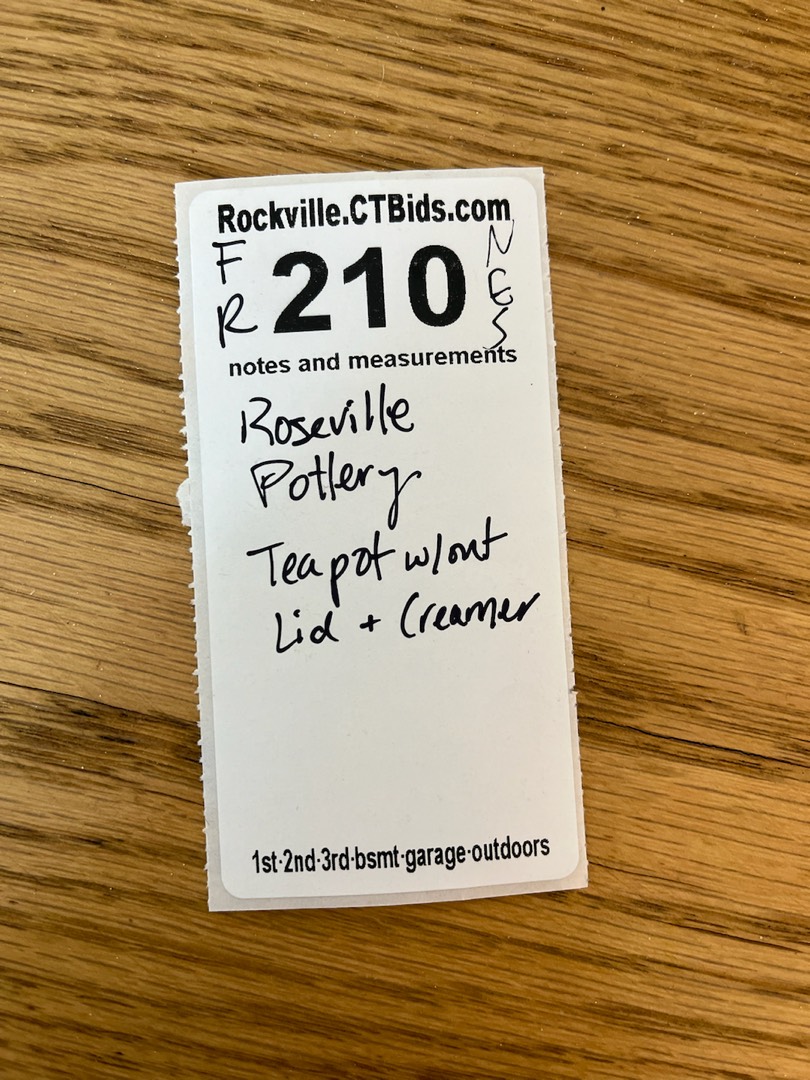 Rockville.CTBids.com
F R 210 N E S
notes and measurements
Roseville
Pottery
Teapot w/out
Lid + Creamer
1st·2nd·3rd·bsmt·garage·outdoors